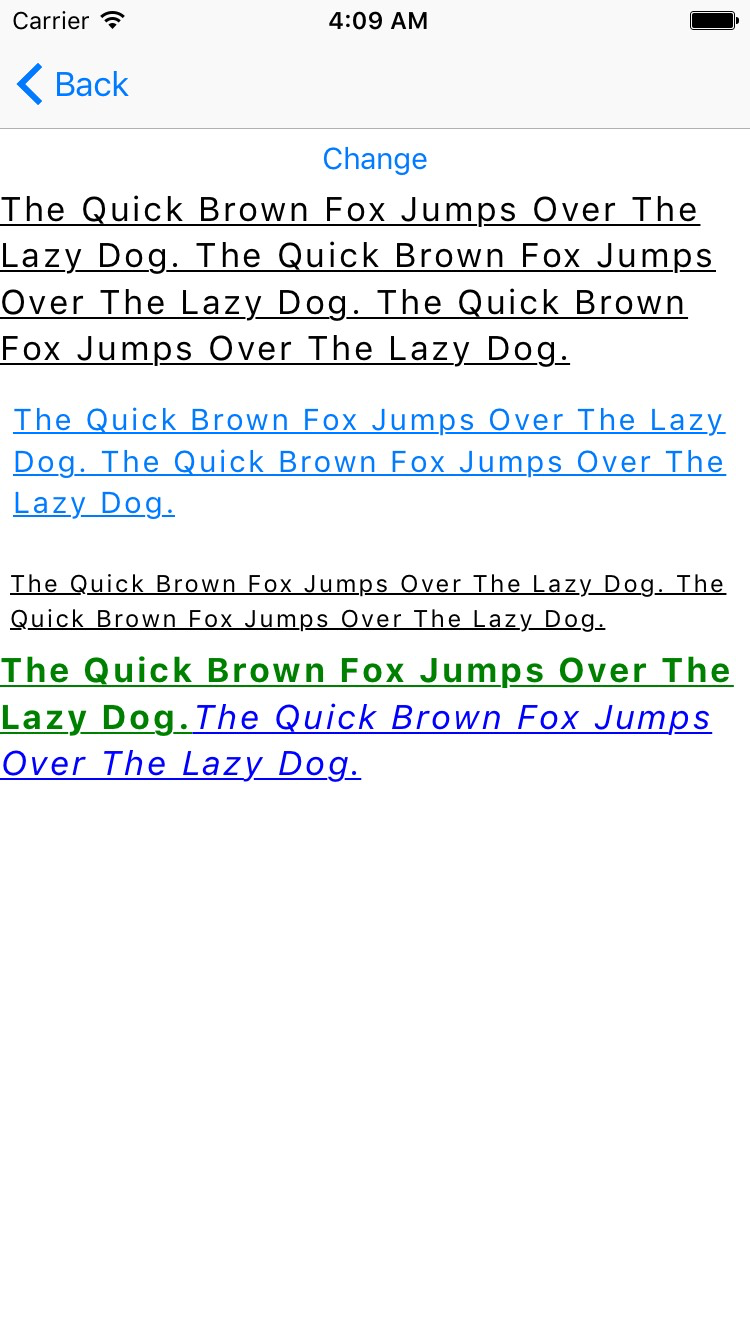 Carrier 4:09 AM
Back
Change
The Quick Brown Fox Jumps Over The
Lazy Dog. The Quick Brown Fox Jumps
Over The Lazy Dog. The Quick Brown
Fox Jumps Over The Lazy Dog.
The Quick Brown Fox Jumps Over The Lazy
Dog. The Quick Brown Fox Jumps Over The
Lazy Dog.
The Quick Brown Fox Jumps Over The Lazy Dog. The
Quick Brown Fox Jumps Over The Lazy Dog.
The Quick Brown Fox Jumps Over The
Lazy Dog.The Quick Brown Fox Jumps
Over The Lazy Dog.